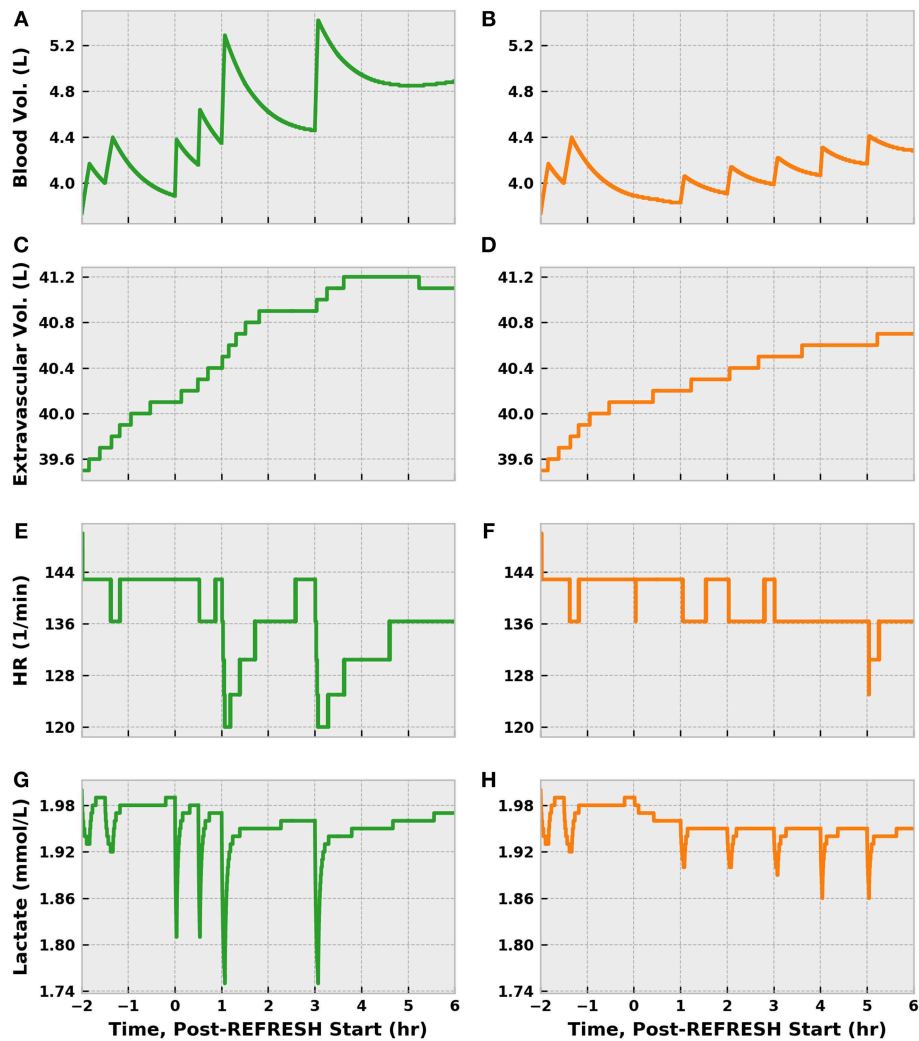 A
B
Blood Vol. (L)
5.2
4.8
4.4
4.0
5.2
4.8
4.4
4.0
C
D
Extravascular Vol. (L)
41.2
40.8
40.4
40.0
39.6
41.2
40.8
40.4
40.0
39.6
E
F
HR (1/min)
144
136
128
120
144
136
128
120
G
H
Lactate (mmol/L)
1.98
1.92
1.86
1.80
1.74
1.98
1.92
1.86
1.80
1.74
−2 −1 0 1 2 3 4 5 6
−2 −1 0 1 2 3 4 5 6
Time, Post-REFRESH Start (hr)
Time, Post-REFRESH Start (hr)